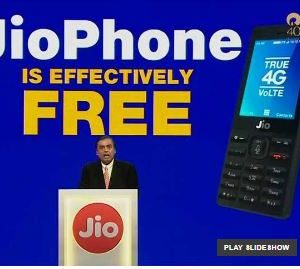 JioPhone
IS EFFECTIVELY
FREE
TRUE
4G
VoLTE
Jio
Jio
PLAY SLIDESHOW